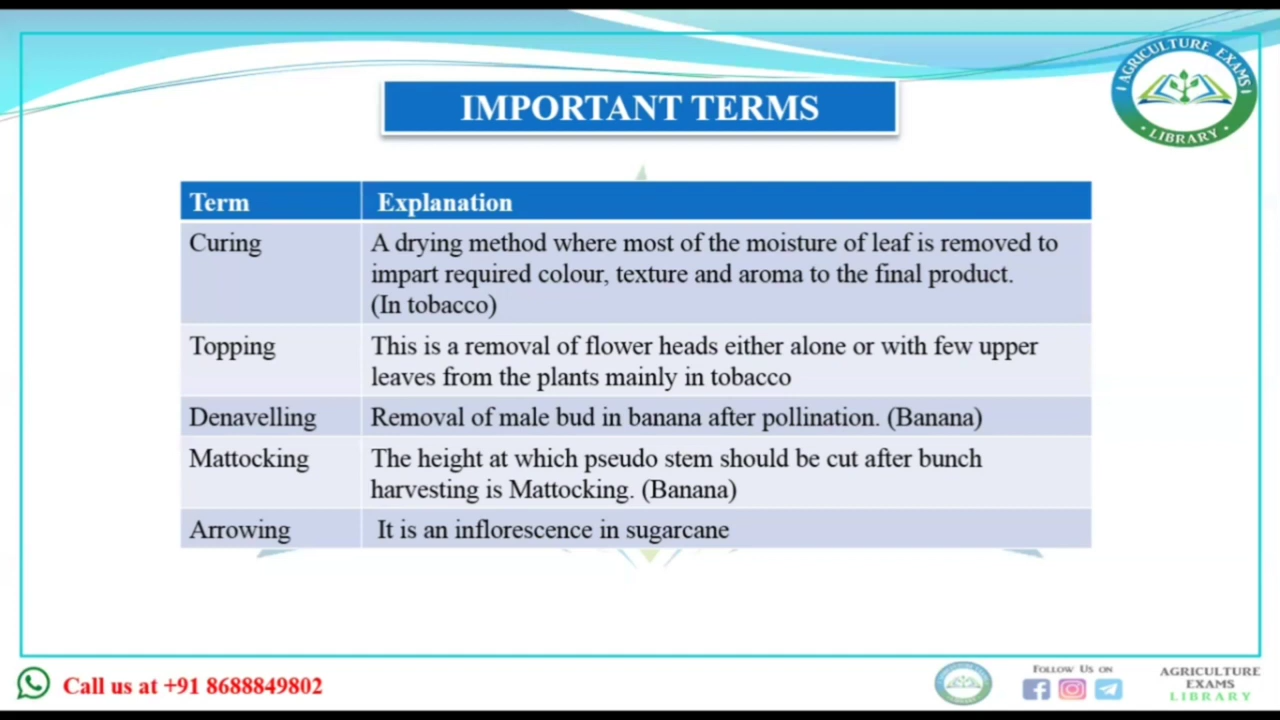 AGRICULTURE EXAMS
LIBRARY
IMPORTANT TERMS
Term Explanation
Curing A drying method where most of the moisture of leaf is removed to
impart required colour, texture and aroma to the final product.
(In tobacco)
Topping This is a removal of flower heads either alone or with few upper
leaves from the plants mainly in tobacco
Denavelling Removal of male bud in banana after pollination. (Banana)
Mattocking The height at which pseudo stem should be cut after bunch
harvesting is Mattocking. (Banana)
Arrowing It is an inflorescence in sugarcane
Call us at +91 8688849802
FOLLOW US ON
AGRICULTURE
EXAMS
LIBRARY